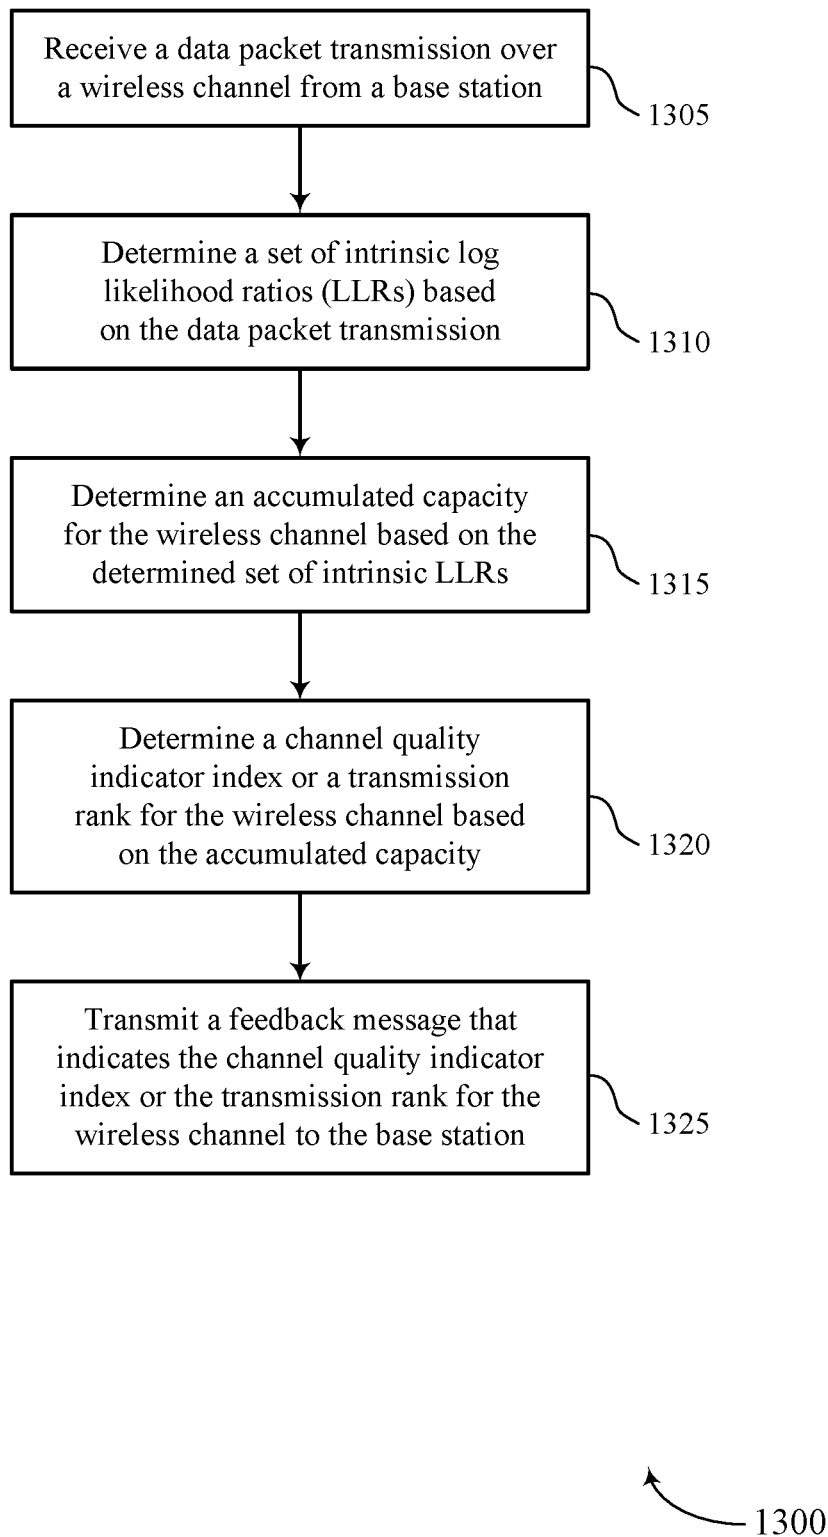 Receive a data packet transmission over
a wireless channel from a base station
1305
Determine a set of intrinsic log
likelihood ratios (LLRs) based
on the data packet transmission
1310
Determine an accumulated capacity
for the wireless channel based on the
determined set of intrinsic LLRs
1315
Determine a channel quality
indicator index or a transmission
rank for the wireless channel based
on the accumulated capacity
1320
Transmit a feedback message that
indicates the channel quality indicator
index or the transmission rank for the
wireless channel to the base station
1325
1300